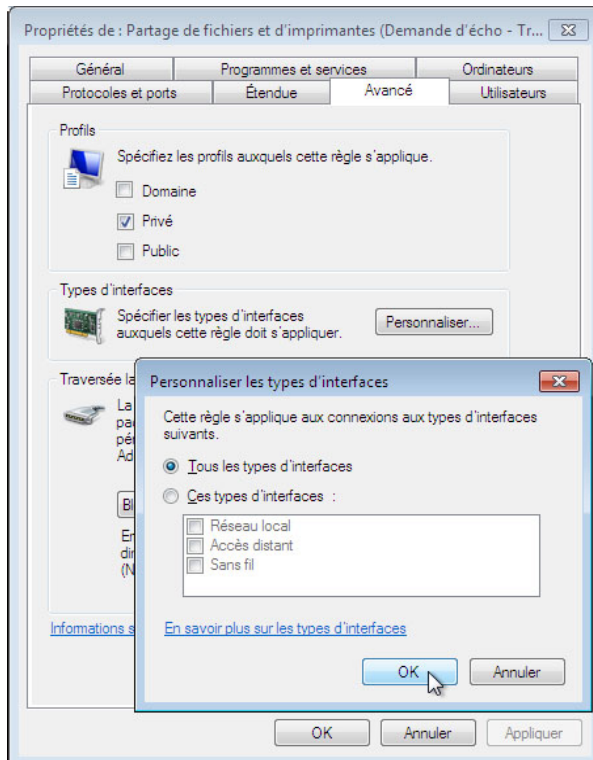 Propriétés de : Partage de fichiers et d'imprimantes (Demande d'écho - Tr...
Général
Programmes et services
Ordinateurs
Protocoles et ports
Étendue
Avancé
Utilisateurs
Profils
Spécifiez les profils auxquels cette règle s'applique.
Domaine
Privé
Public
Types d'interfaces
Spécifier les types d'interfaces
auxquels cette règle doit s'appliquer.
Personnaliser...
Traversée la
La
pac
pér
Ad
Bl
En
dir
(N
Informations s
Personnaliser les types d'interfaces
Cette règle s'applique aux connexions aux types d'interfaces
suivants.
Tous les types d'interfaces
Ces types d'interfaces :
Réseau local
Accès distant
Sans fil
En savoir plus sur les types d'interfaces
OK
Annuler
OK
Annuler
Appliquer